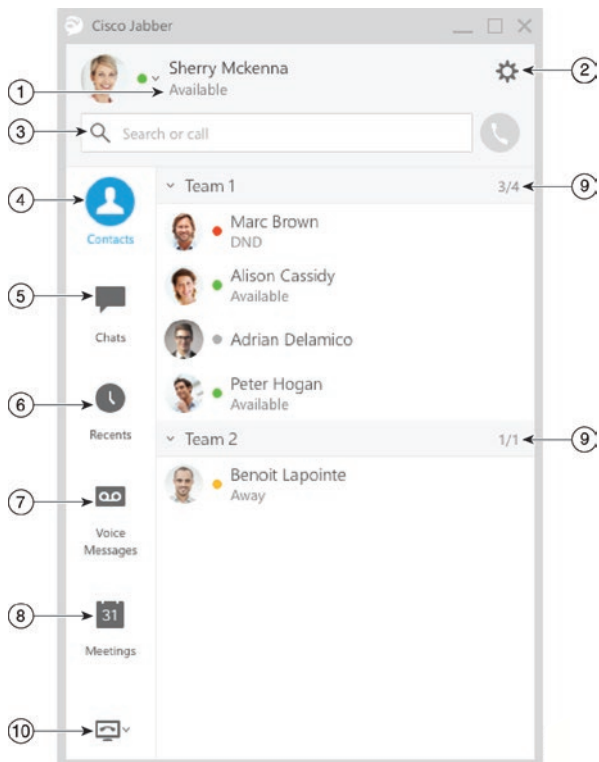 Cisco Jabber
Sherry Mckenna
Available
1
2
3
Search or call
4
Contacts
Team 1
3/4
9
Marc Brown
DND
5
Chats
Alison Cassidy
Available
Adrian Delamico
6
Recents
Peter Hogan
Available
Team 2
1/1
9
7
Voice
Messages
Benoit Lapointe
Away
8
31
Meetings
10